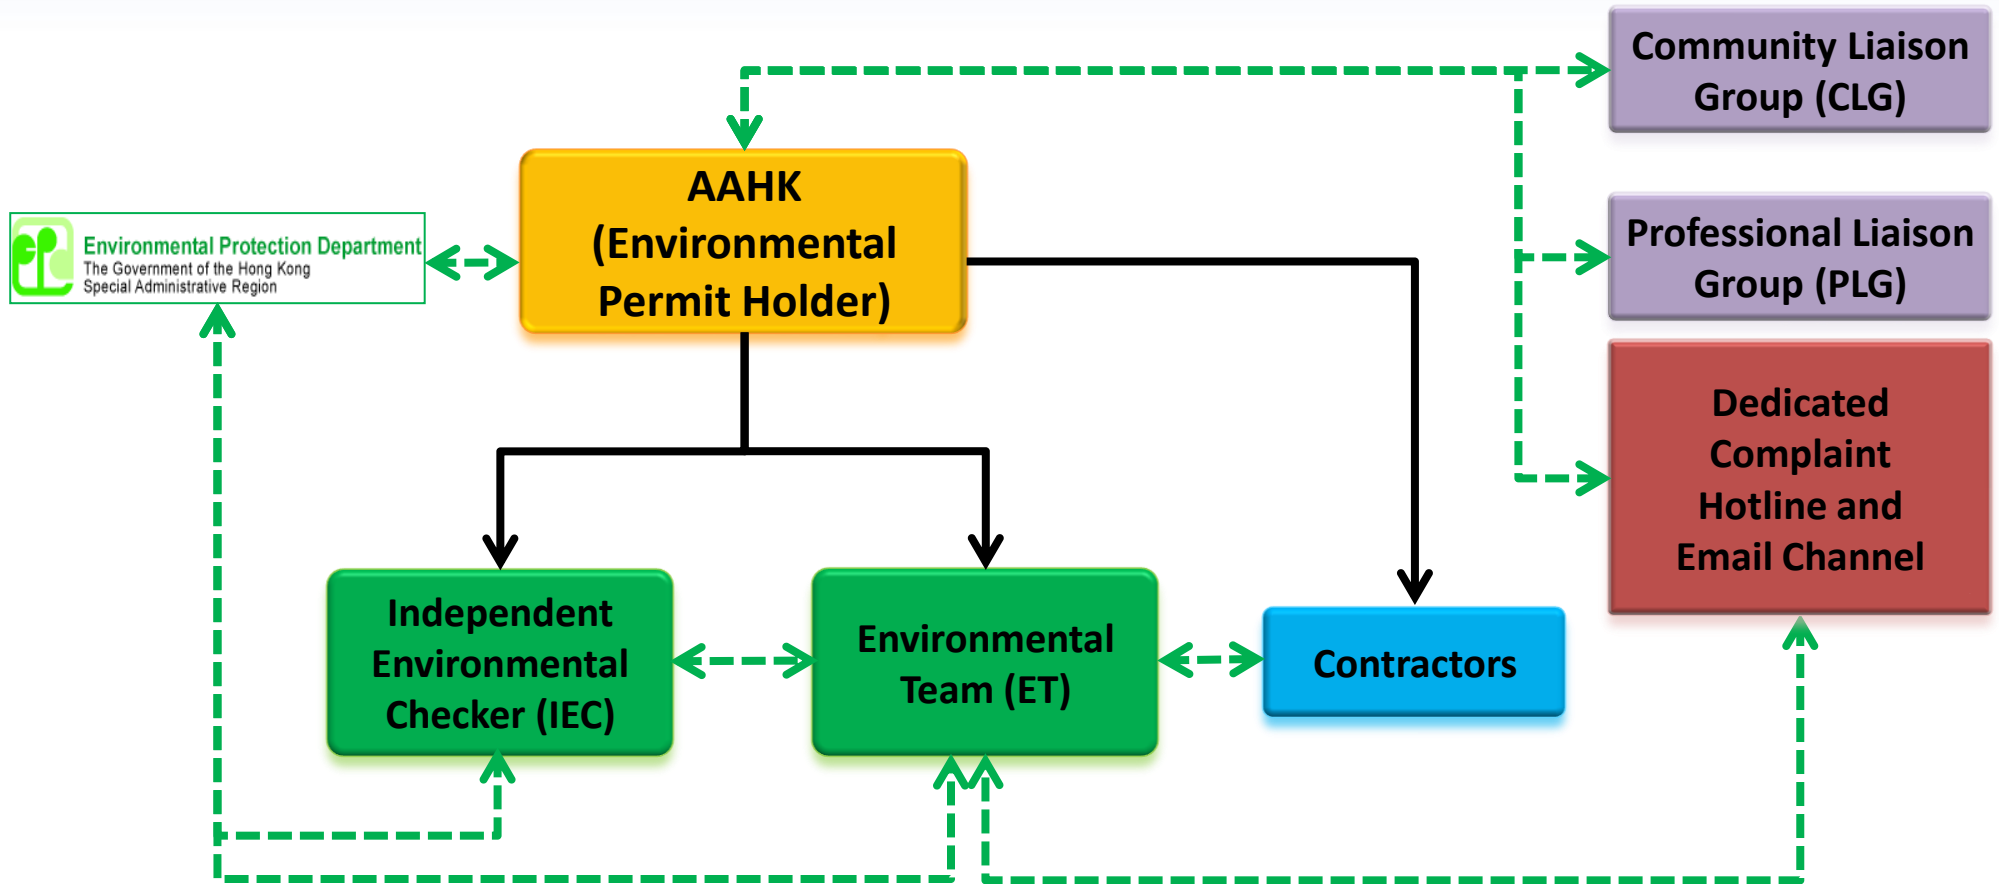 Community Liaison
Group (CLG)
AAHK
(Environmental
Permit Holder)
Environmental Protection Department
The Government of the Hong Kong
Special Administrative Region
Professional Liaison
Group (PLG)
Dedicated
Complaint
Hotline and
Email Channel
Independent
Environmental
Checker (IEC)
Environmental
Team (ET)
Contractors